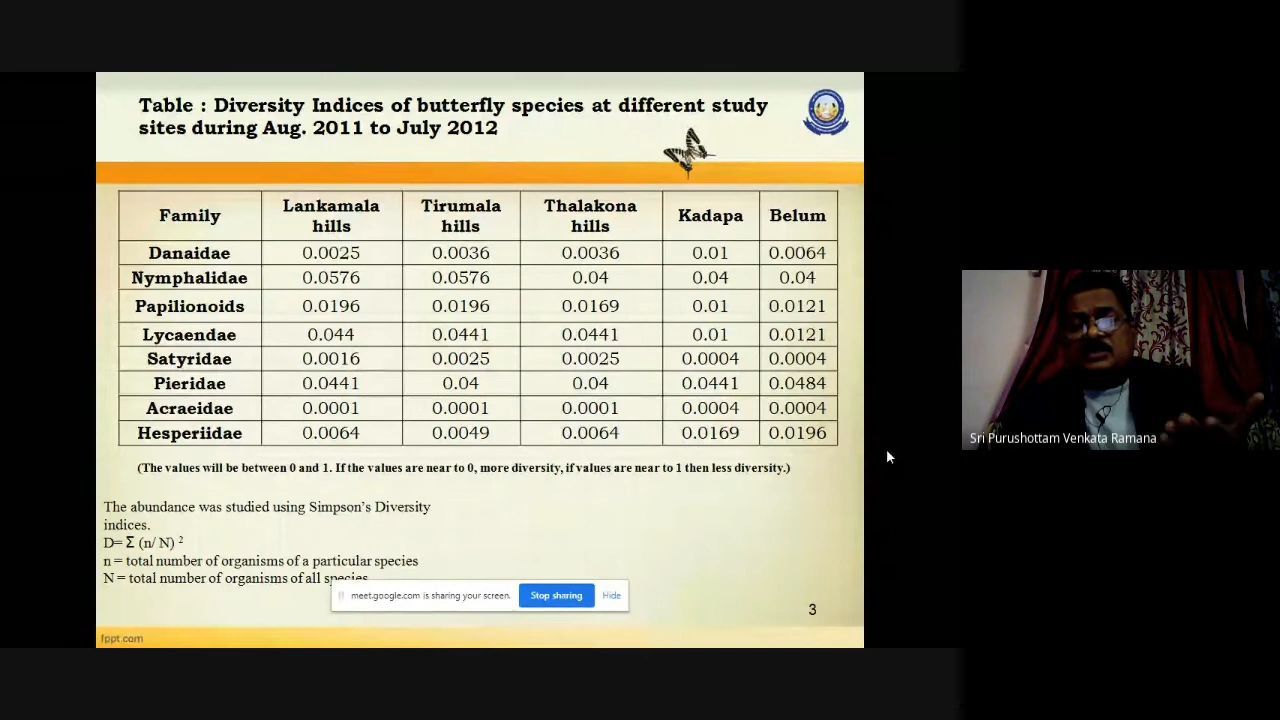 Table : Diversity Indices of butterfly species at different study
sites during Aug. 2011 to July 2012
Family Lankamala hills Tirumala hills Thalakona hills Kadapa Belum
Danaidae 0.0025 0.0036 0.0036 0.01 0.0064
Nymphalidae 0.0576 0.0576 0.04 0.04 0.04
Papilionoids 0.0196 0.0196 0.0169 0.01 0.0121
Lycaendae 0.044 0.0441 0.0441 0.01 0.0121
Satyridae 0.0016 0.0025 0.0025 0.0004 0.0004
Pieridae 0.0441 0.04 0.04 0.0441 0.0484
Acraeidae 0.0001 0.0001 0.0001 0.0004 0.0004
Hesperiidae 0.0064 0.0049 0.0064 0.0169 0.0196
(The values will be between 0 and 1. If the values are near to 0, more diversity, if values are near to 1 then less diversity.)
The abundance was studied using Simpson's Diversity
indices.
D= Σ (n/ N) ²
n = total number of organisms of a particular species
N = total number of organisms of all species
meet.google.com is sharing your screen. Stop sharing Hide
3
fppt.com
Sri Purushottam Venkata Ramana